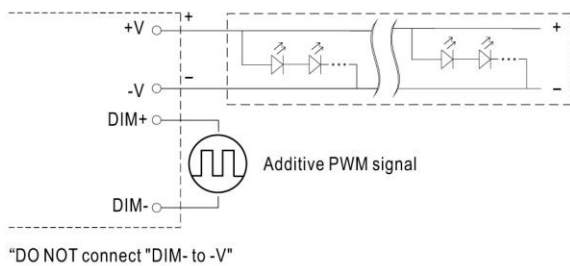 +V
+
-V
−
DIM+
DIM-
+
−
Additive PWM signal
“DO NOT connect "DIM- to -V"